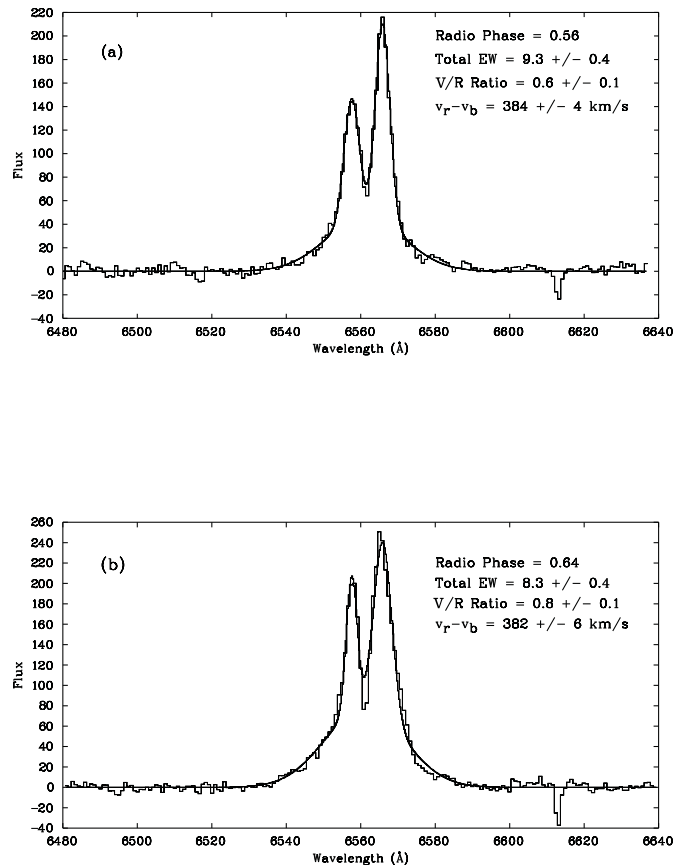 220
200
180
160
140
120
100
80
60
40
20
0
−20
−40
Flux
(a)
Radio Phase = 0.56
Total EW = 9.3 +/− 0.4
V/R Ratio = 0.6 +/− 0.1
vr−vb = 384 +/− 4 km/s
6480 6500 6520 6540 6560 6580 6600 6620 6640
Wavelength (Å)
260
240
220
200
180
160
140
120
100
80
60
40
20
0
−20
−40
Flux
(b)
Radio Phase = 0.64
Total EW = 8.3 +/− 0.4
V/R Ratio = 0.8 +/− 0.1
vr−vb = 382 +/− 6 km/s
6480 6500 6520 6540 6560 6580 6600 6620 6640
Wavelength (Å)